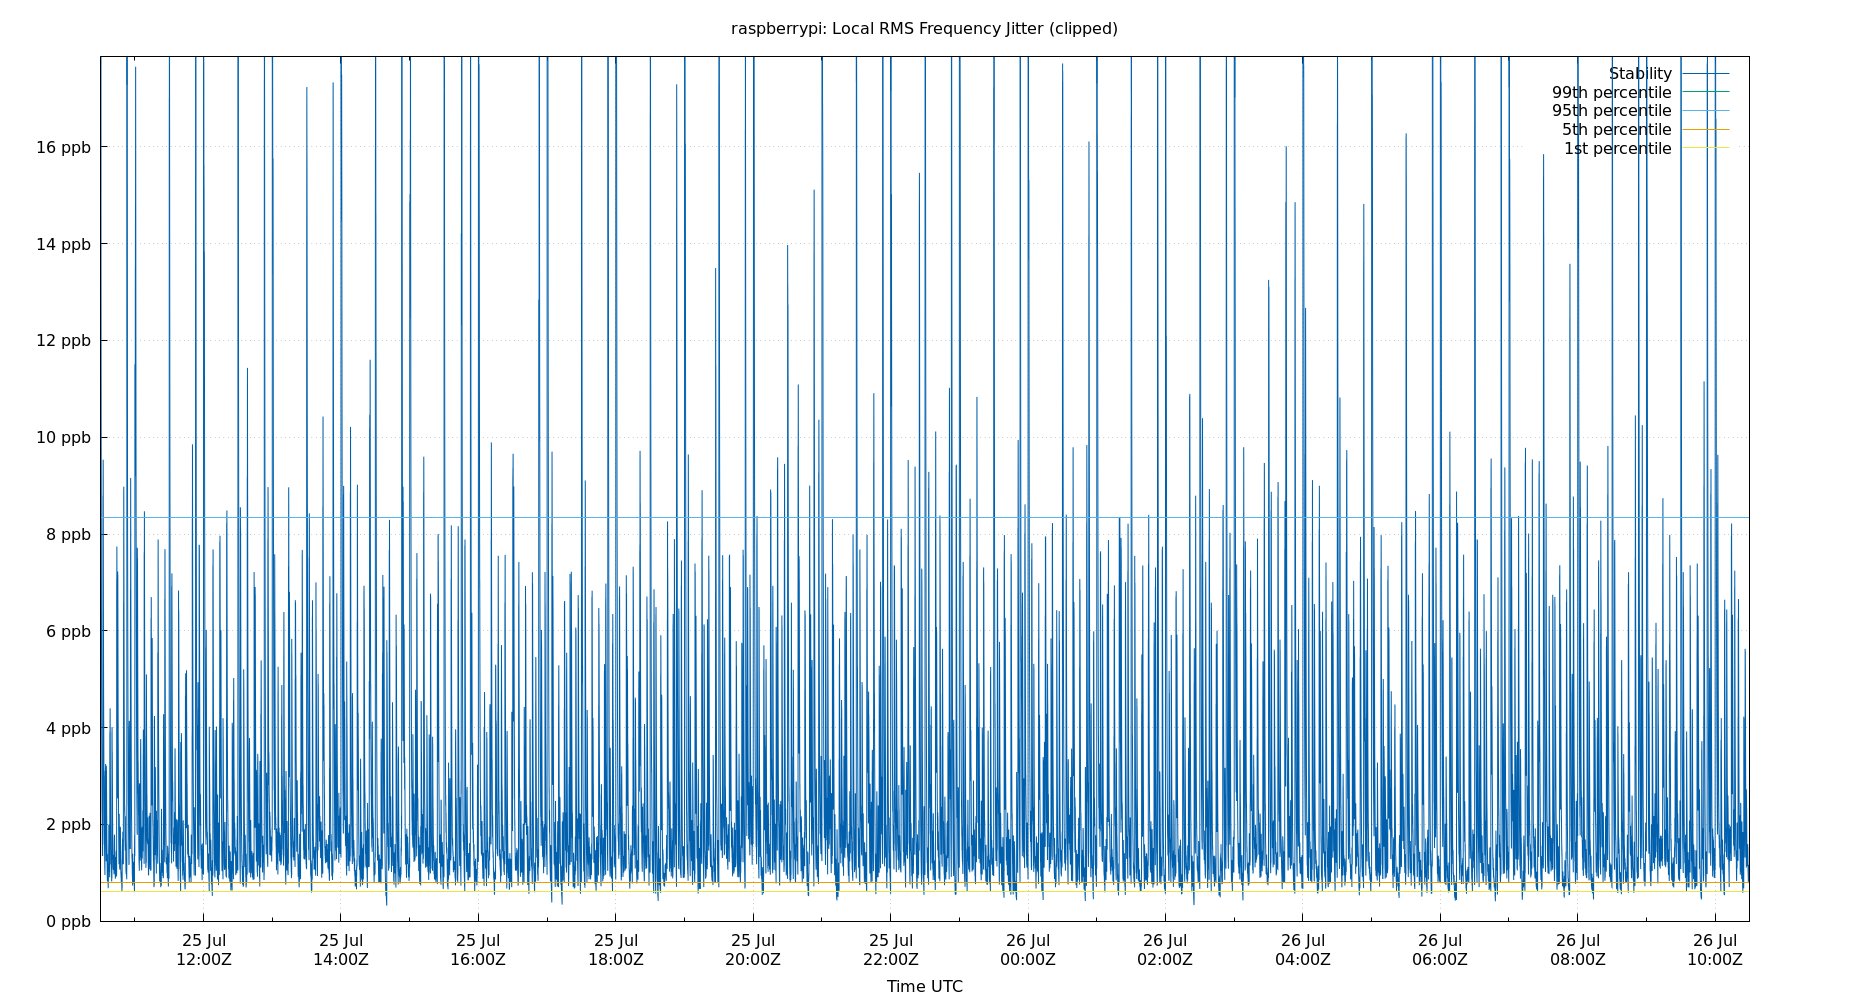 raspberrypi: Local RMS Frequency Jitter (clipped)
Stability
99th percentile
95th percentile
5th percentile
1st percentile
16 ppb
14 ppb
12 ppb
10 ppb
8 ppb
6 ppb
4 ppb
2 ppb
0 ppb
25 Jul 25 Jul 25 Jul 25 Jul 25 Jul 25 Jul 26 Jul 26 Jul 26 Jul 26 Jul 26 Jul 26 Jul
12:00Z 14:00Z 16:00Z 18:00Z 20:00Z 22:00Z 00:00Z 02:00Z 04:00Z 06:00Z 08:00Z 10:00Z
Time UTC